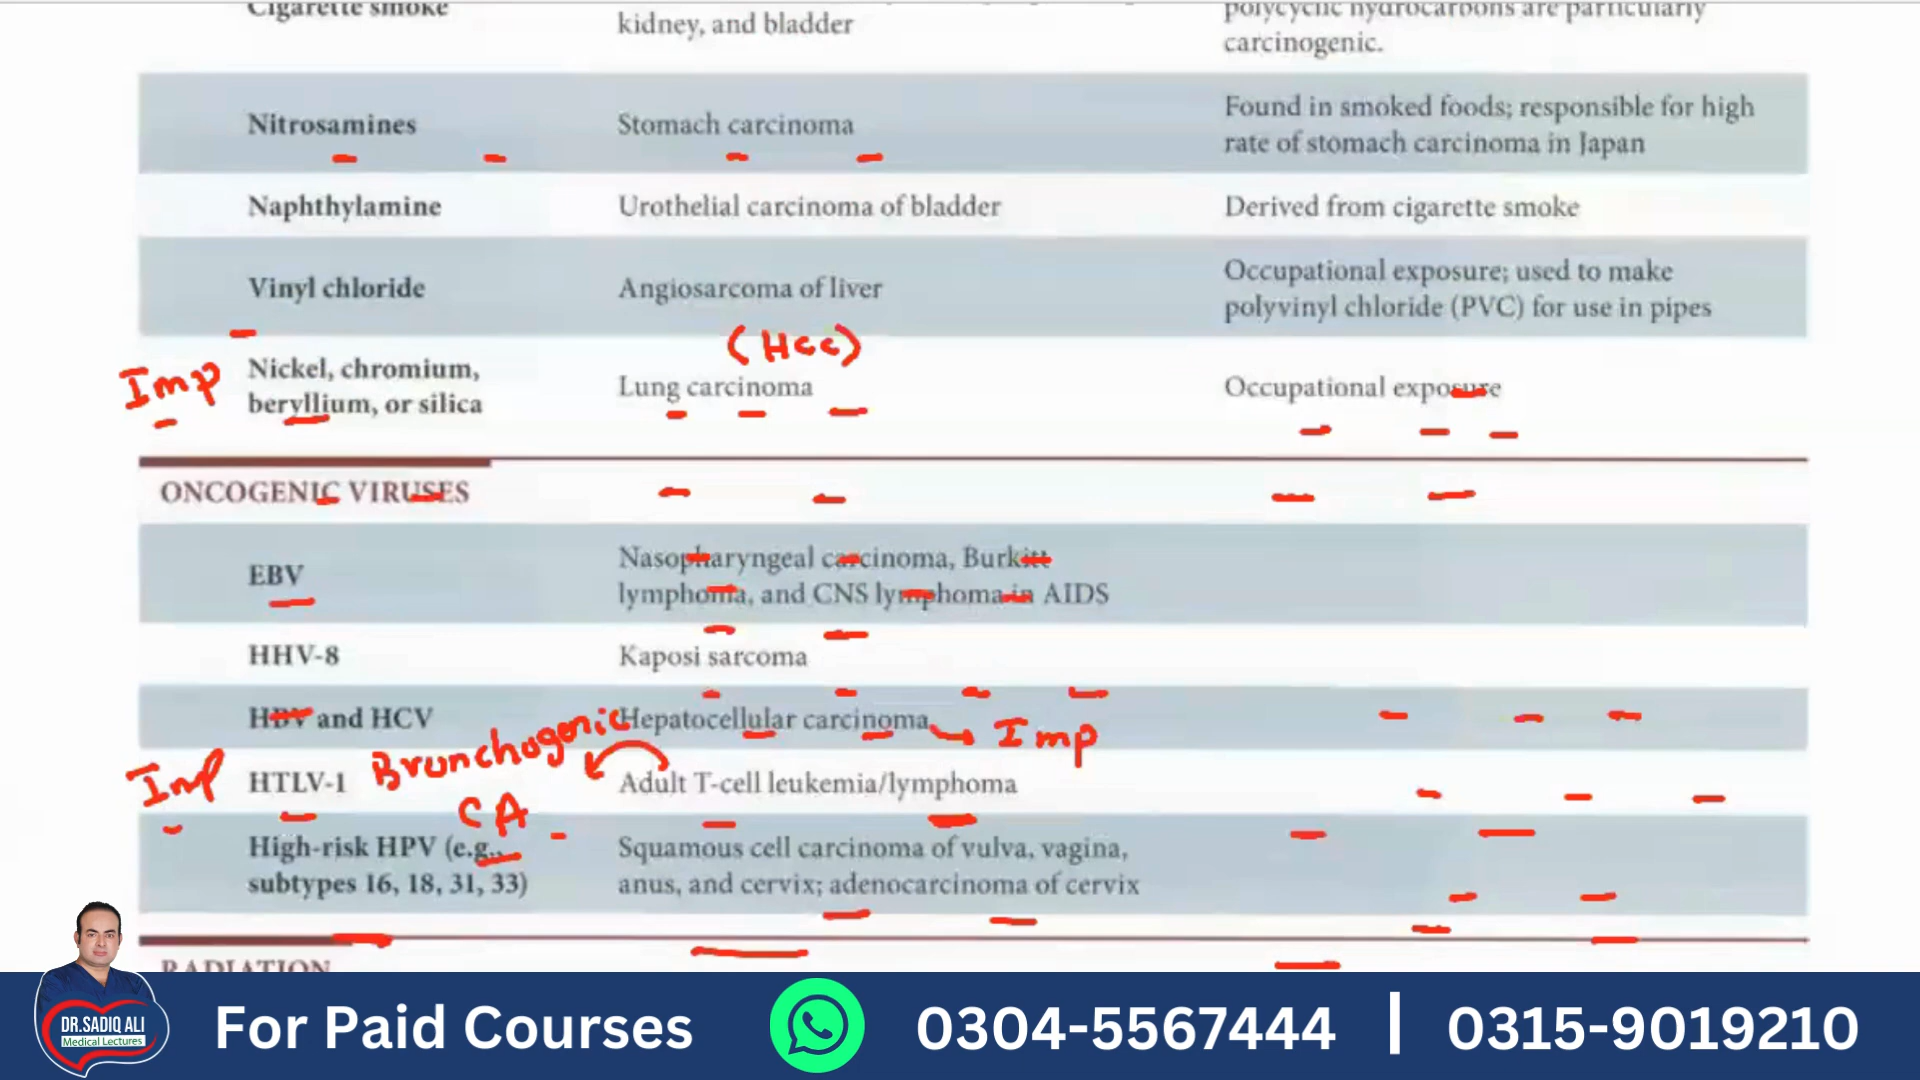 Cigarette smoke
kidney, and bladder
polycyclic hydrocarbons are particularly
carcinogenic.
Nitrosamines
Stomach carcinoma
Found in smoked foods; responsible for high
rate of stomach carcinoma in Japan
Naphthylamine
Urothelial carcinoma of bladder
Derived from cigarette smoke
Vinyl chloride
Angiosarcoma of liver
Occupational exposure; used to make
polyvinyl chloride (PVC) for use in pipes
(HCC)
Imp
Nickel, chromium,
beryllium, or silica
Lung carcinoma
Occupational exposure
ONCOGENIC VIRUSES
EBV
Nasopharyngeal carcinoma, Burkitt
lymphoma, and CNS lymphoma in AIDS
HHV-8
Kaposi sarcoma
HBV and HCV
Hepatocellular carcinoma
Imp
Brunchogenic
CA
Imp
HTLV-1
Adult T-cell leukemia/lymphoma
High-risk HPV (e.g.,
subtypes 16, 18, 31, 33)
Squamous cell carcinoma of vulva, vagina,
anus, and cervix; adenocarcinoma of cervix
RADIATION
DR.SADIQ ALI
Medical Lectures
For Paid Courses
0304-5567444 | 0315-9019210